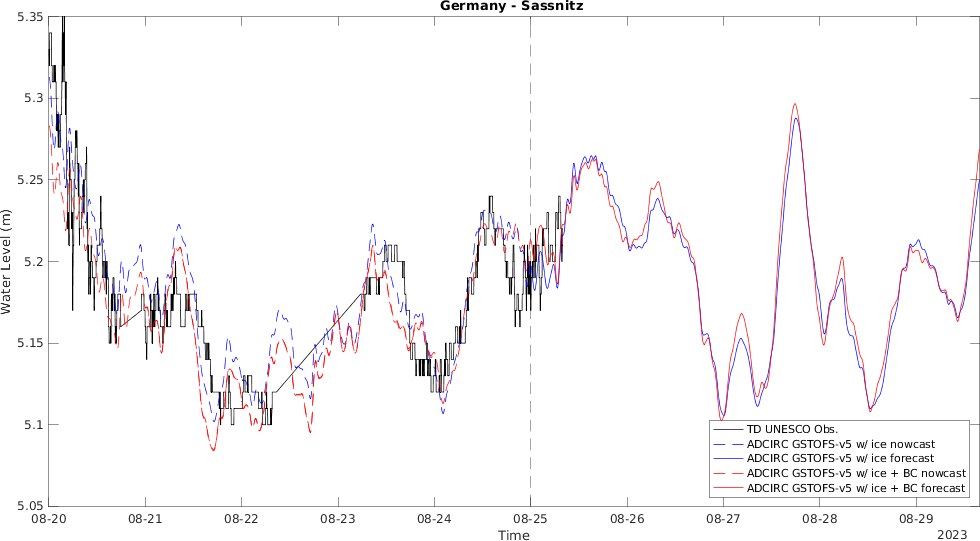 Germany - Sassnitz
Water Level (m)
5.35
5.3
5.25
5.2
5.15
5.1
5.05
TD UNESCO Obs.
ADCIRC GSTOFS-v5 w/ ice nowcast
ADCIRC GSTOFS-v5 w/ ice forecast
ADCIRC GSTOFS-v5 w/ ice + BC nowcast
ADCIRC GSTOFS-v5 w/ ice + BC forecast
08-20 08-21 08-22 08-23 08-24 08-25 08-26 08-27 08-28 08-29
Time
2023